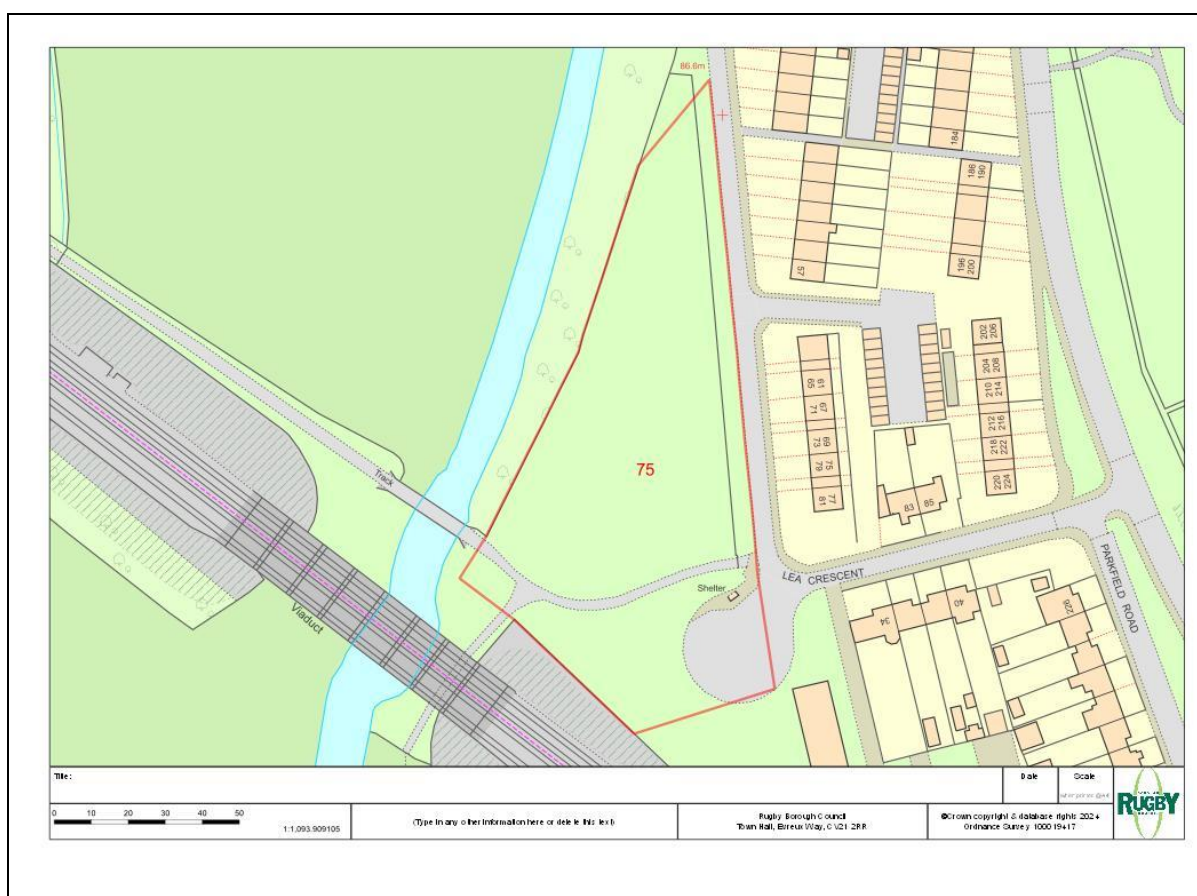 86.6m
184
186
190
196
200
57
202
206
204
208
210
214
212
216
218
222
220
224
61
65
67
71
69
73
75
79
77
81
83
85
75
Track
Viaduct
Shelter
LEA CRESCENT
PARKFIELD ROAD
34
40
226
Title:
Date
Scale
0 10 20 30 40 50
1:1,093.909105
(Type in any other information here or delete this text)
Rugby Borough Council
Town Hall, Evreux Way, CV21 2RR
©Crown copyright & database rights 2024
Ordnance Survey 100019417
RUGBY